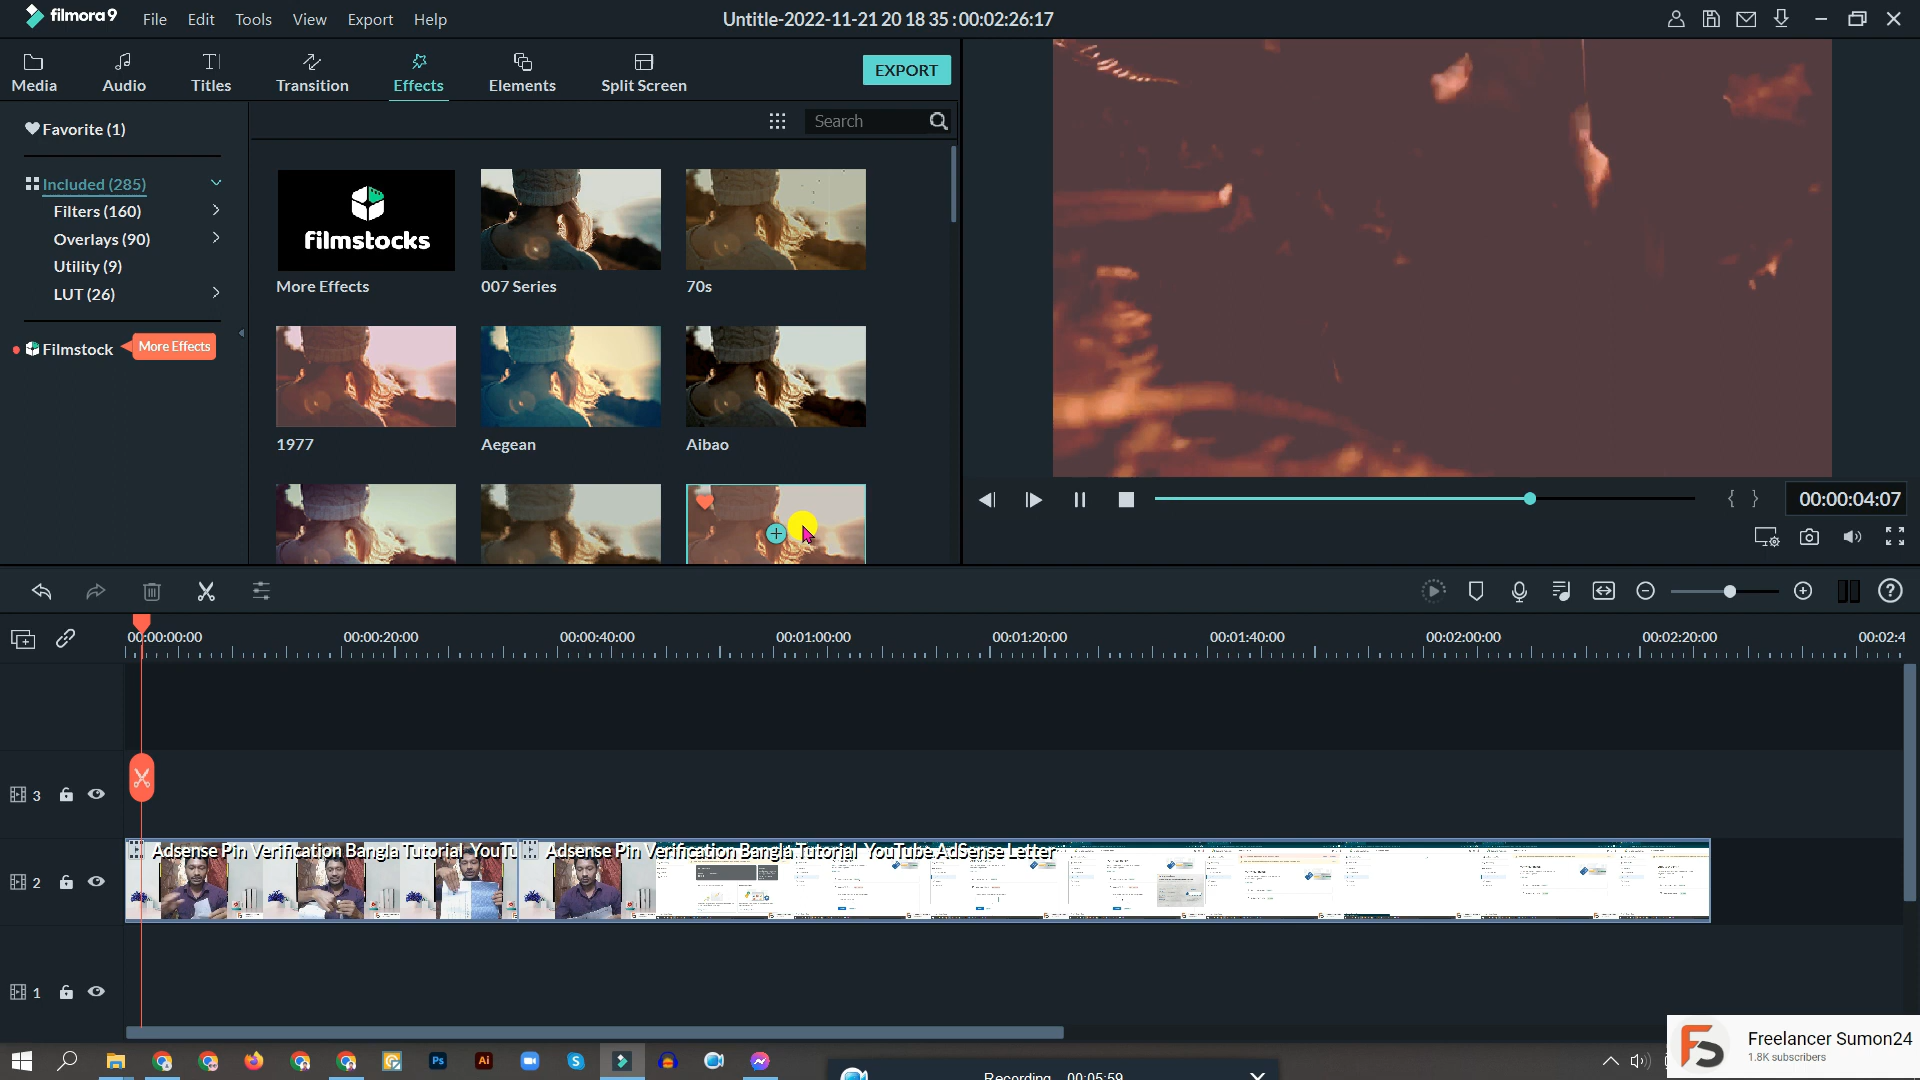 filmora9 File Edit Tools View Export Help Untitle-2022-11-21 20 18 35 : 00:02:26:17
Media Audio Titles Transition Effects Elements Split Screen EXPORT
Favorite (1)
Search
Included (285)
Filters (160)
Overlays (90)
Utility (9)
LUT (26)
Filmstock More Effects
filmstocks
More Effects 007 Series 70s
1977 Aegean Aibao
{ } 00:00:04:07
00:00:00:00 00:00:20:00 00:00:40:00 00:01:00:00 00:01:20:00 00:01:40:00 00:02:00:00 00:02:20:00 00:02:4
3
Adsense Pin Verification Bangla Tutorial YouTu Adsense Pin Verification Bangla Tutorial YouTube AdSense Letter
2
1
Ps Ai
Recording 00:05:59
Freelancer Sumon24
1.8K subscribers